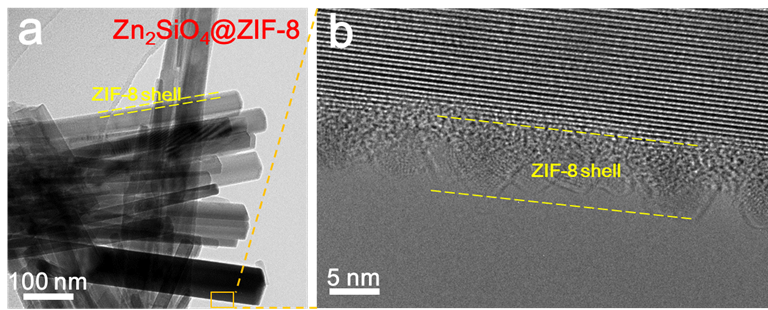 a
Zn₂SiO₄@ZIF-8
ZIF-8 shell
100 nm
b
ZIF-8 shell
5 nm